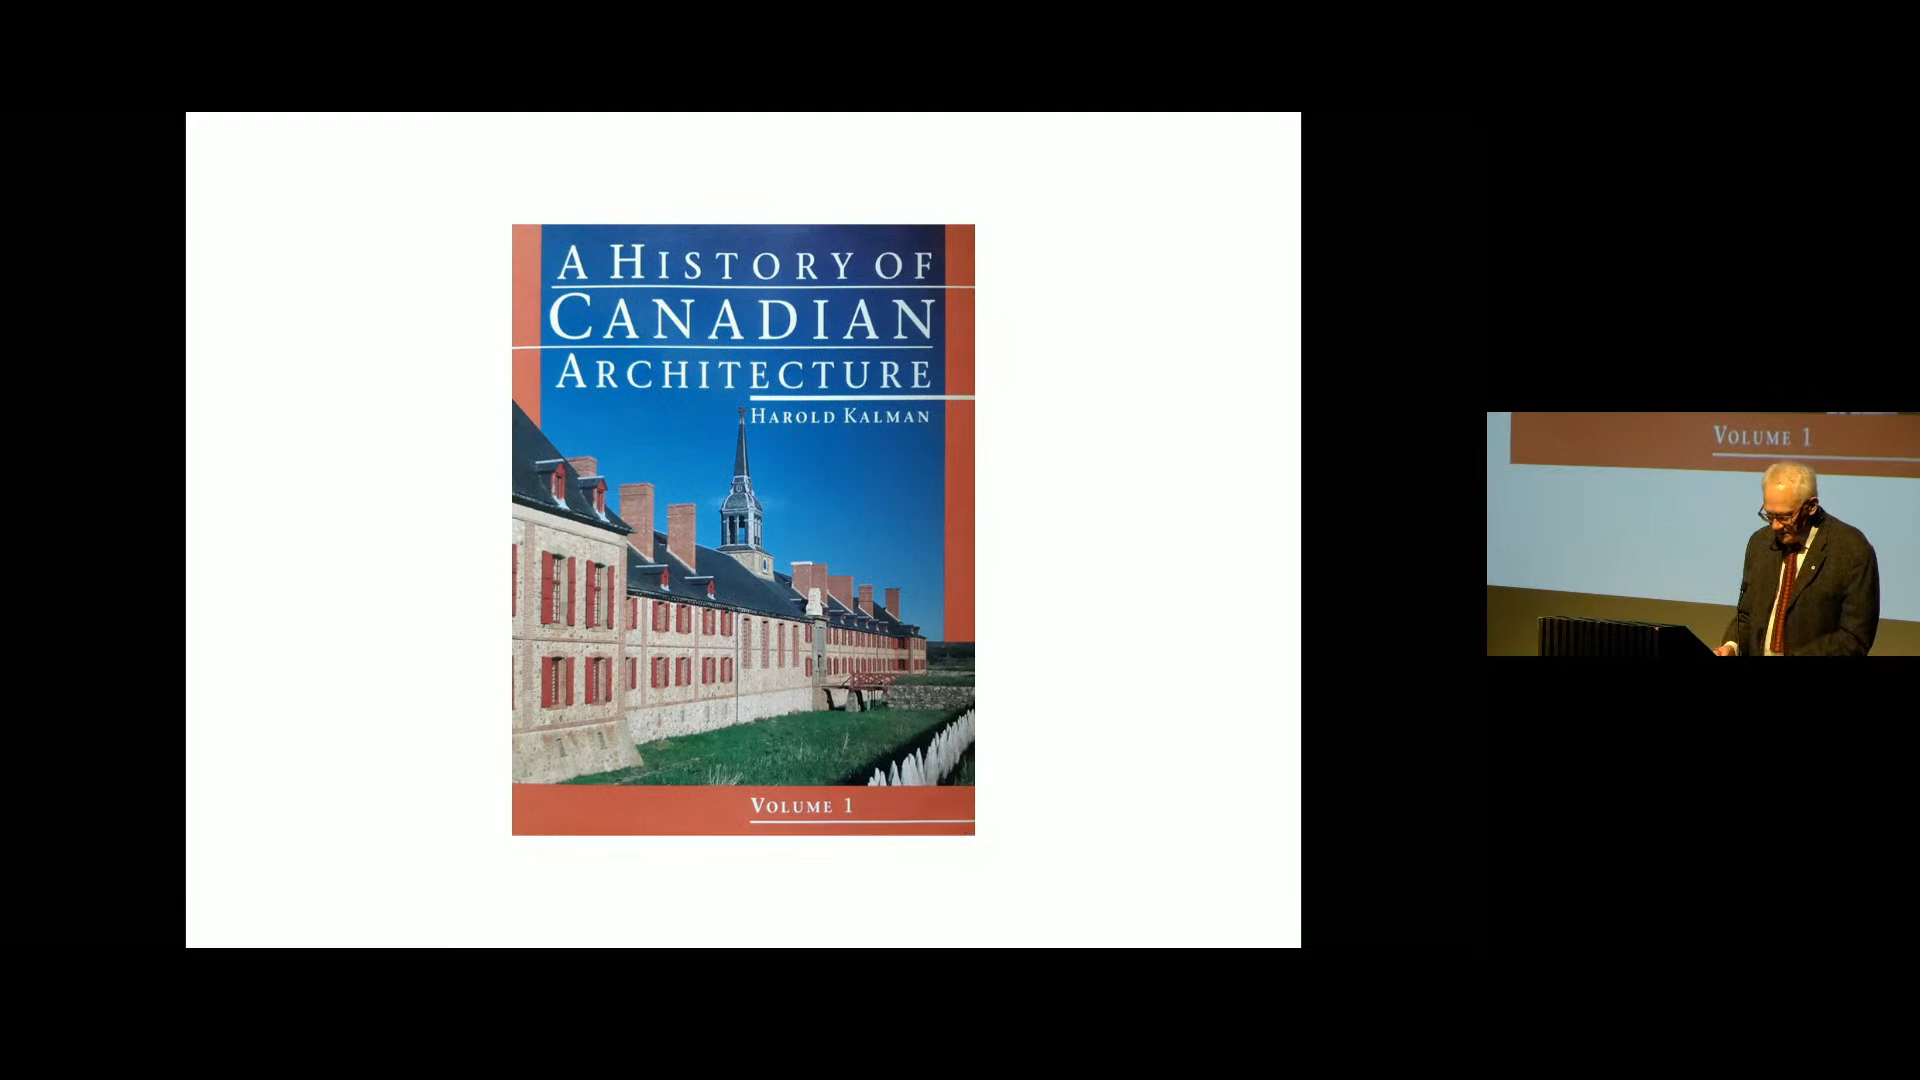 A HISTORY OF
CANADIAN
ARCHITECTURE
HAROLD KALMAN
VOLUME 1
VOLUME 1